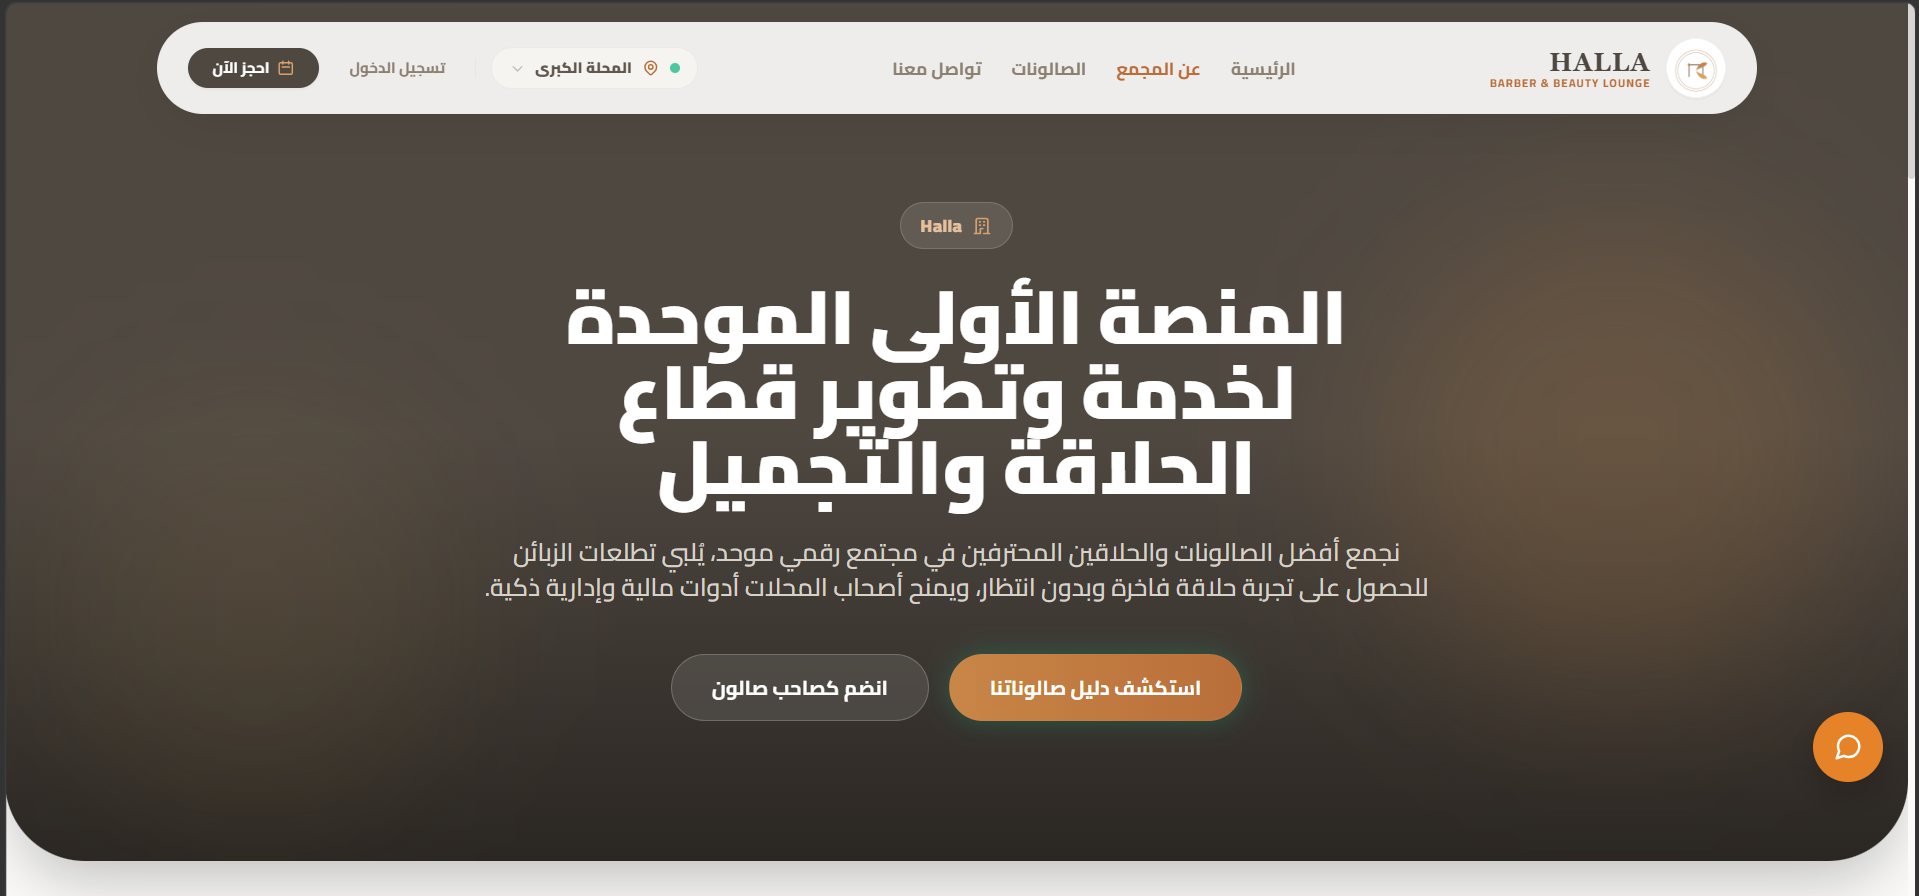 HALLA
BARBER & BEAUTY LOUNGE
الرئيسية
عن المجمع
الصالونات
تواصل معنا
المحلة الكبرى
تسجيل الدخول
احجز الآن
Halla
المنصة الأولى الموحدة
لخدمة وتطوير قطاع
الحلاقة والتجميل
نجمع أفضل الصالونات والحلاقين المحترفين في مجتمع رقمي موحد، يُلبي تطلعات الزبائن
للحصول على تجربة حلاقة فاخرة وبدون انتظار، ويمنح أصحاب المحلات أدوات مالية وإدارية ذكية.
استكشف دليل صالوناتنا
انضم كصاحب صالون